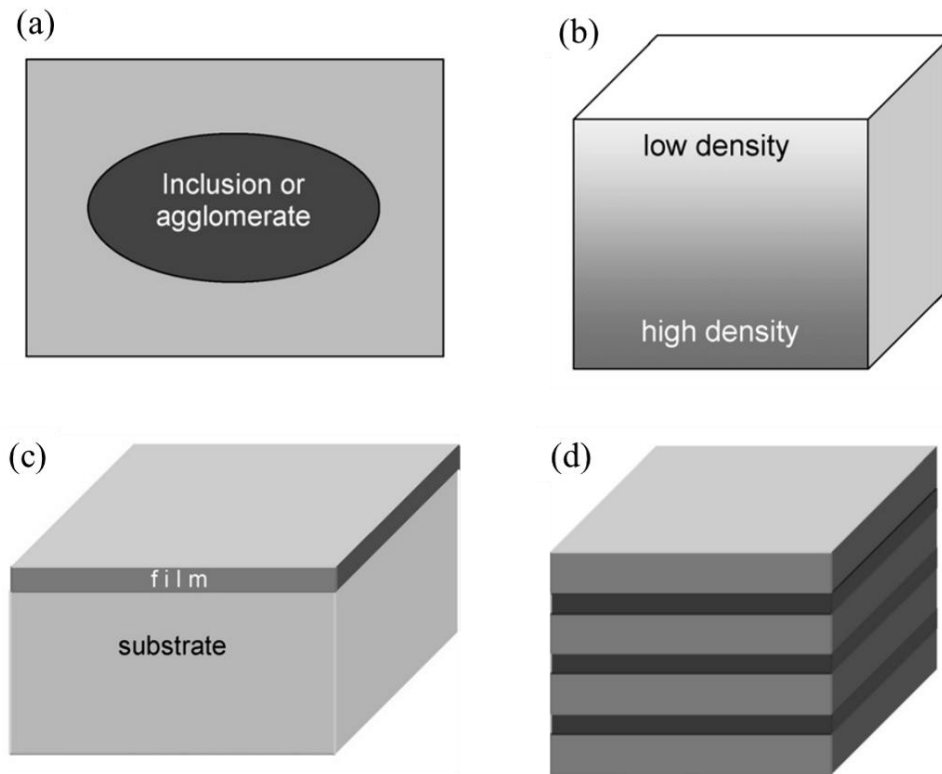 (a)
Inclusion or
agglomerate
(b)
low density
high density
(c)
film
substrate
(d)